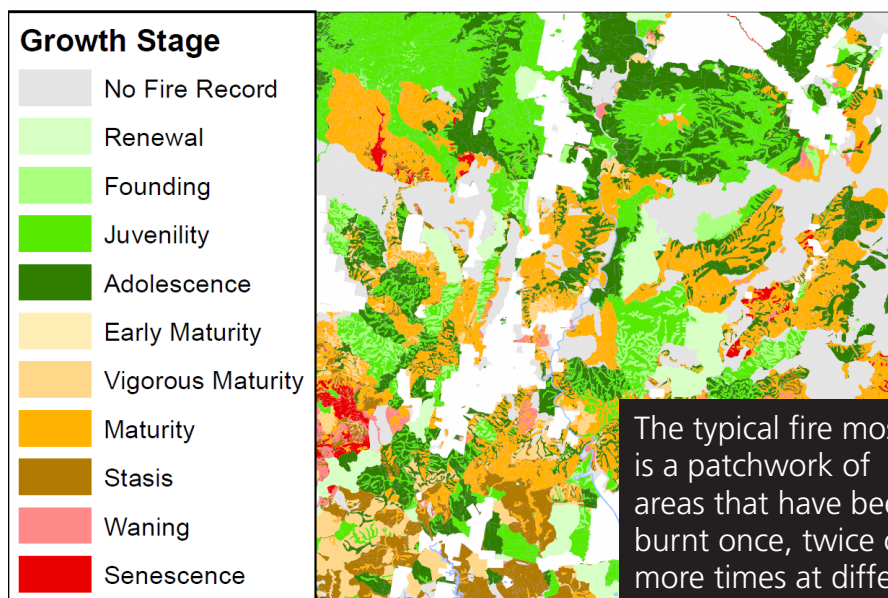 Growth Stage
No Fire Record
Renewal
Founding
Juvenility
Adolescence
Early Maturity
Vigorous Maturity
Maturity
Stasis
Waning
Senescence
The typical fire
is a patchwork of
areas that have
burnt once, twice
more times at